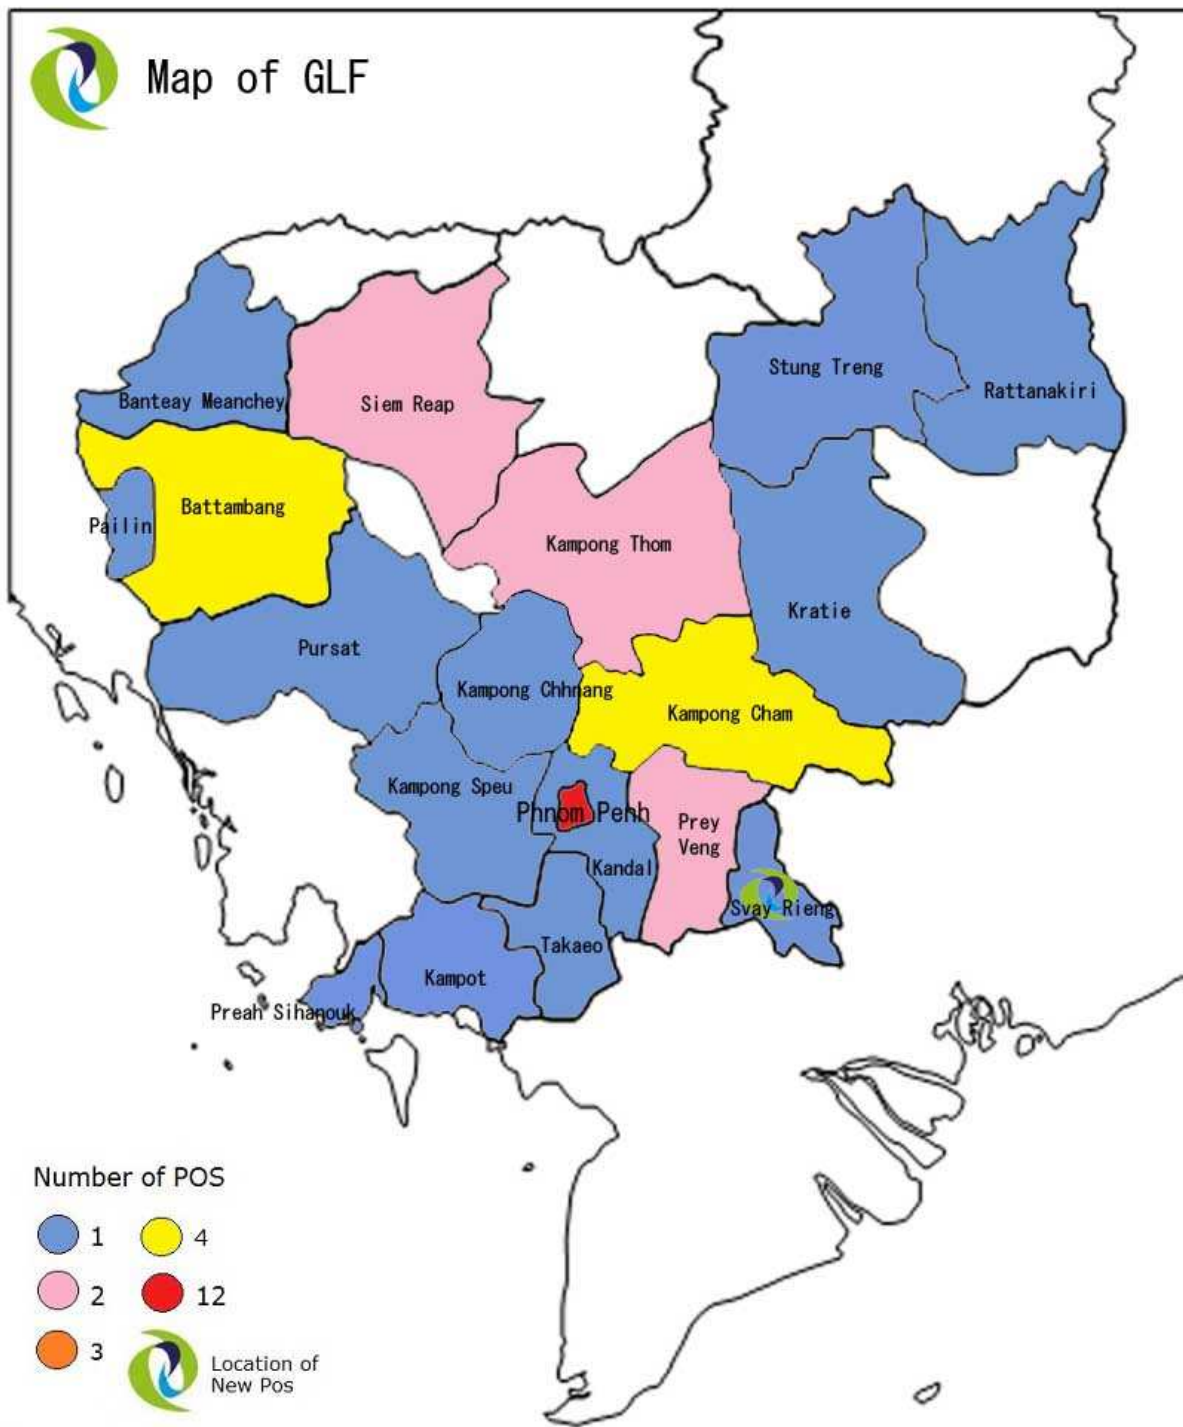 Map of GLF
Stung Treng
Rattanakiri
Banteay Meanchey
Siem Reap
Battambang
Pailin
Kampong Thom
Kratie
Pursat
Kampong Chhnang
Kampong Cham
Kampong Speu
Phnom Penh
Prey
Veng
Kandal
Svay Rieng
Takaeo
Kampot
Preah Sihanouk
Number of POS
1
4
2
12
3
Location of
New Pos